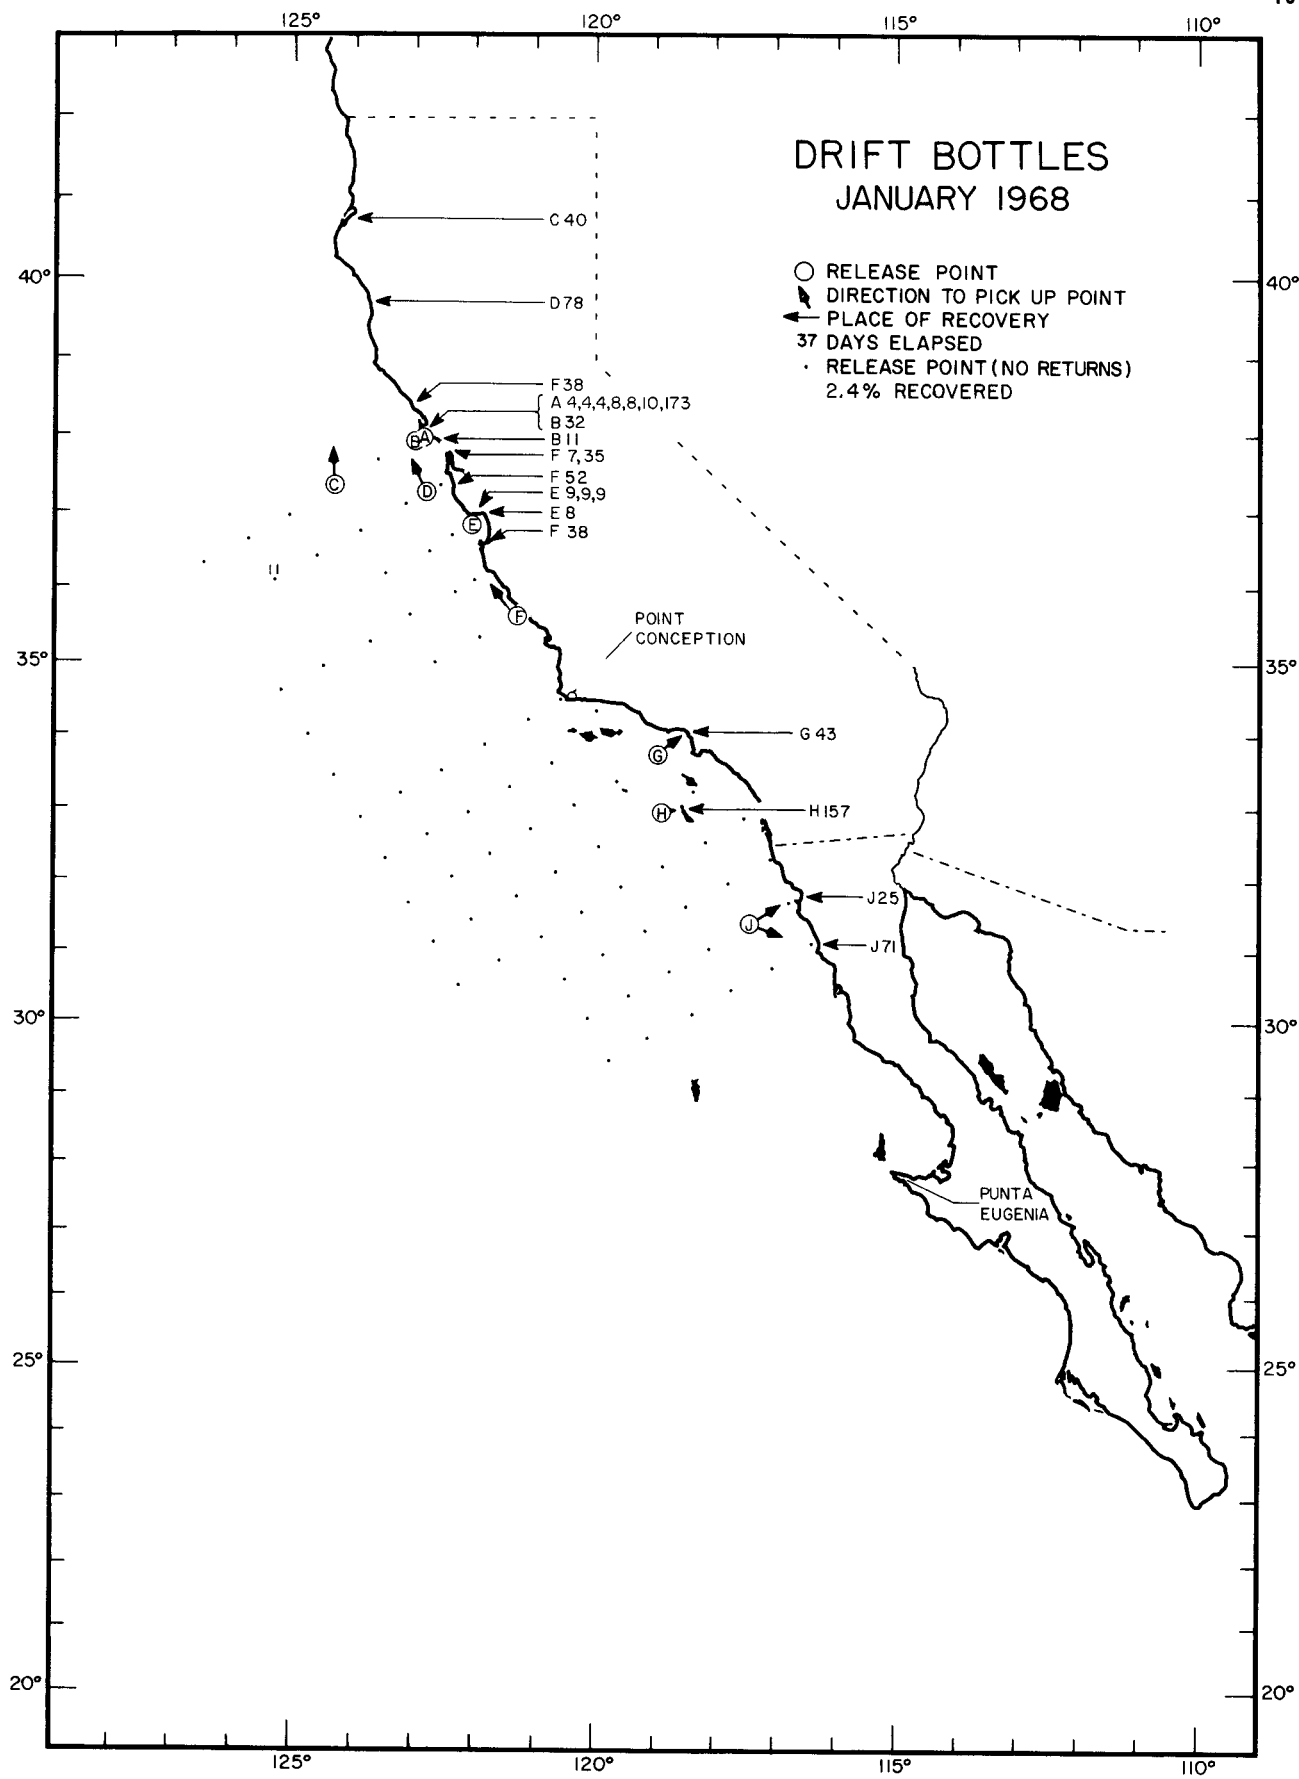 125°
120°
115°
110°
DRIFT BOTTLES
JANUARY 1968
C 40
40°
40°
RELEASE POINT
DIRECTION TO PICK UP POINT
D78
PLACE OF RECOVERY
37 DAYS ELAPSED
RELEASE POINT (NO RETURNS)
2.4% RECOVERED
F38
A 4,4,4,8,8,10,173
B 32
B A
B 11
F 7,35
F 52
C
D
E 9,9,9
E 8
E
F 38
F
POINT
CONCEPTION
35°
35°
G 43
G
H
H 157
J 25
J
J 71
30°
30°
PUNTA
EUGENIA
25°
25°
20°
20°
125°
120°
115°
110°